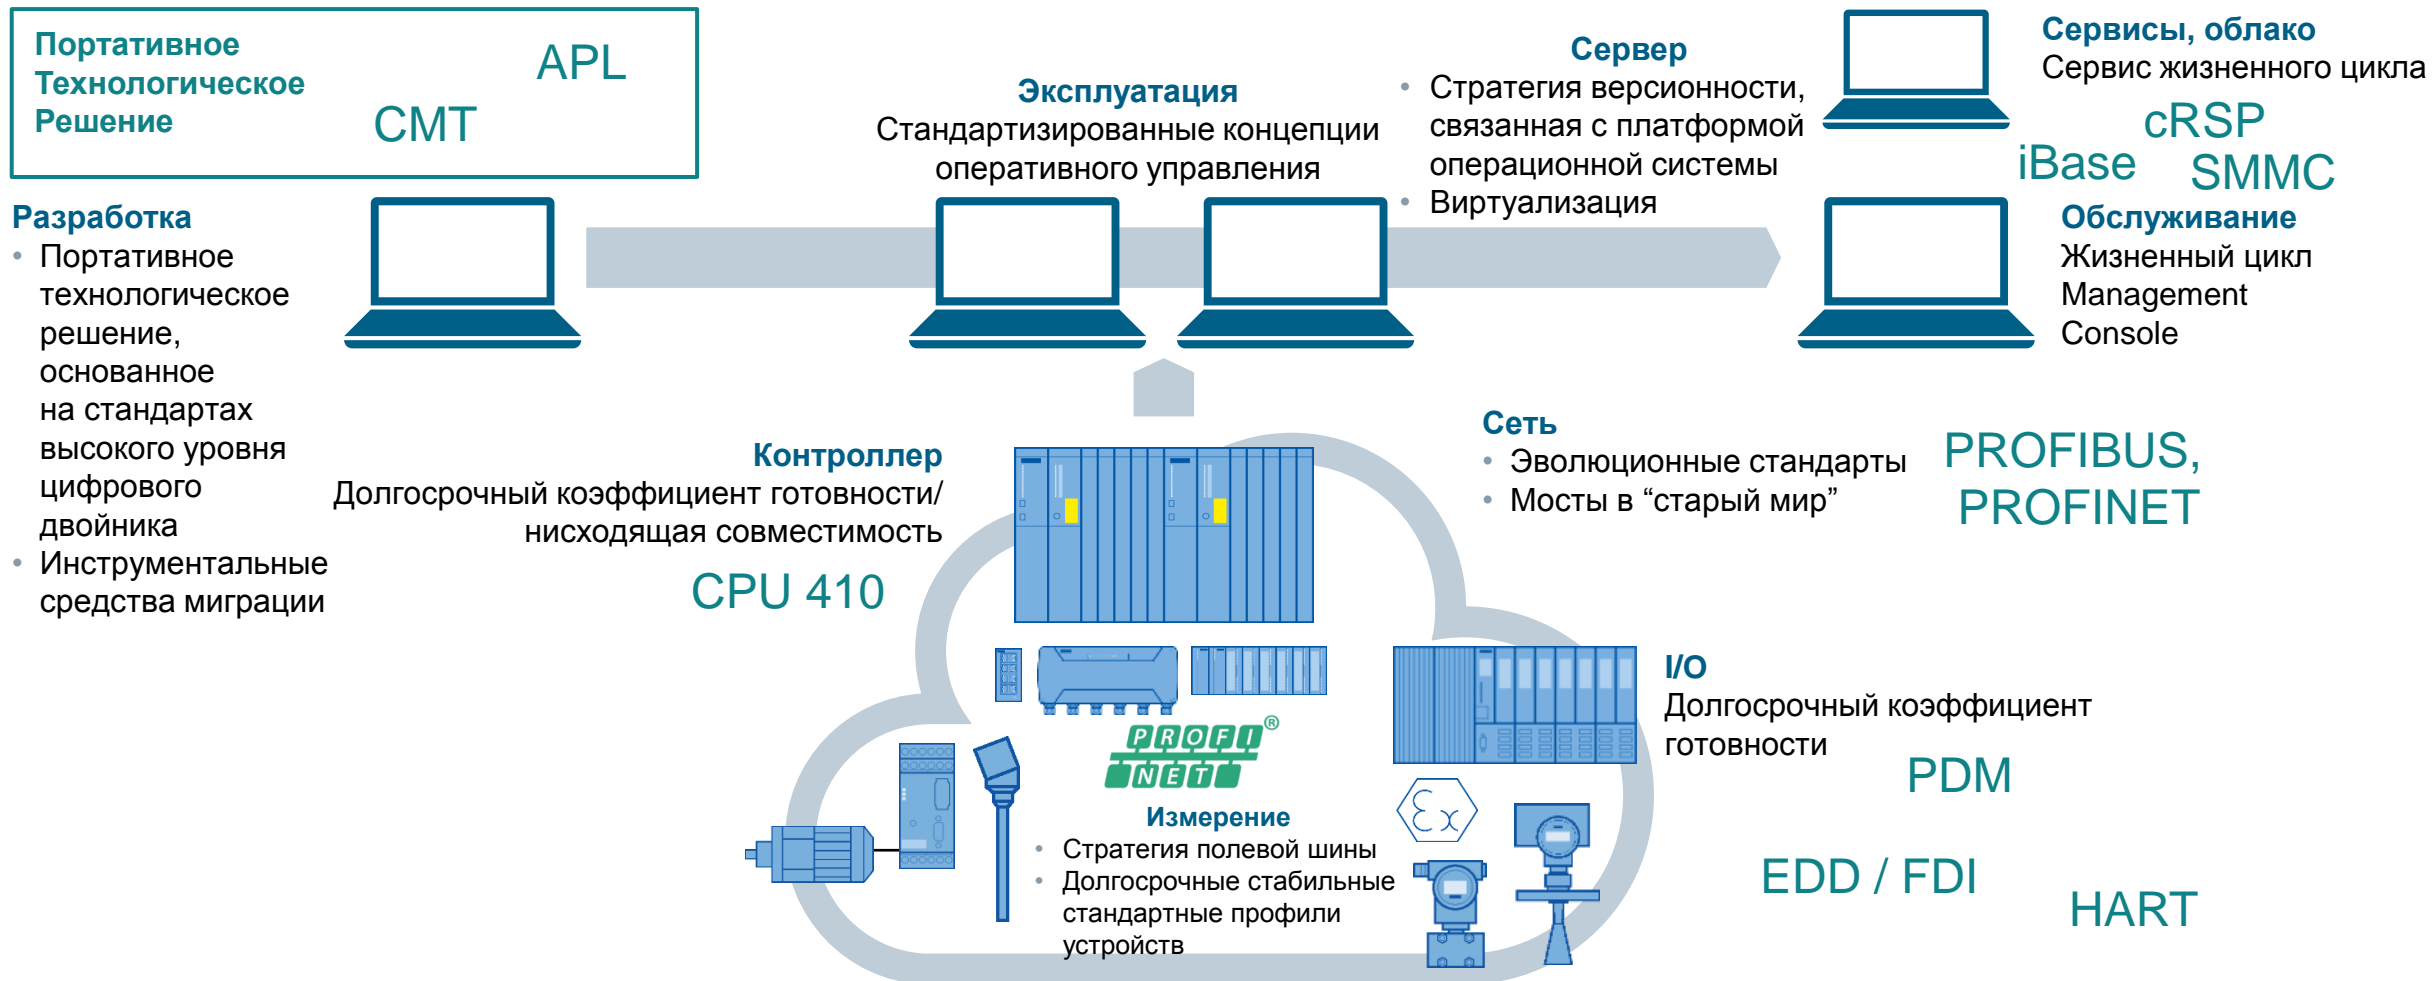 Портативное
Технологическое
Решение
APL
CMT
Разработка
• Портативное
технологическое
решение,
основанное
на стандартах
высокого уровня
цифрового
двойника
• Инструментальные
средства миграции
Эксплуатация
Стандартизированные концепции
оперативного управления
Сервер
• Стратегия версионности,
связанная с платформой
операционной системы
• Виртуализация
Сервисы, облако
Сервис жизненного цикла
cRSP
iBase
SMMC
Обслуживание
Жизненный цикл
Management
Console
Контроллер
Долгосрочный коэффициент готовности/
нисходящая совместимость
CPU 410
Сеть
• Эволюционные стандарты
• Мосты в “старый мир”
PROFIBUS,
PROFINET
I/O
Долгосрочный коэффициент
готовности
PDM
EDD / FDI
HART
PROFI®
NET
Измерение
• Стратегия полевой шины
• Долгосрочные стабильные
стандартные профили
устройств
Ex